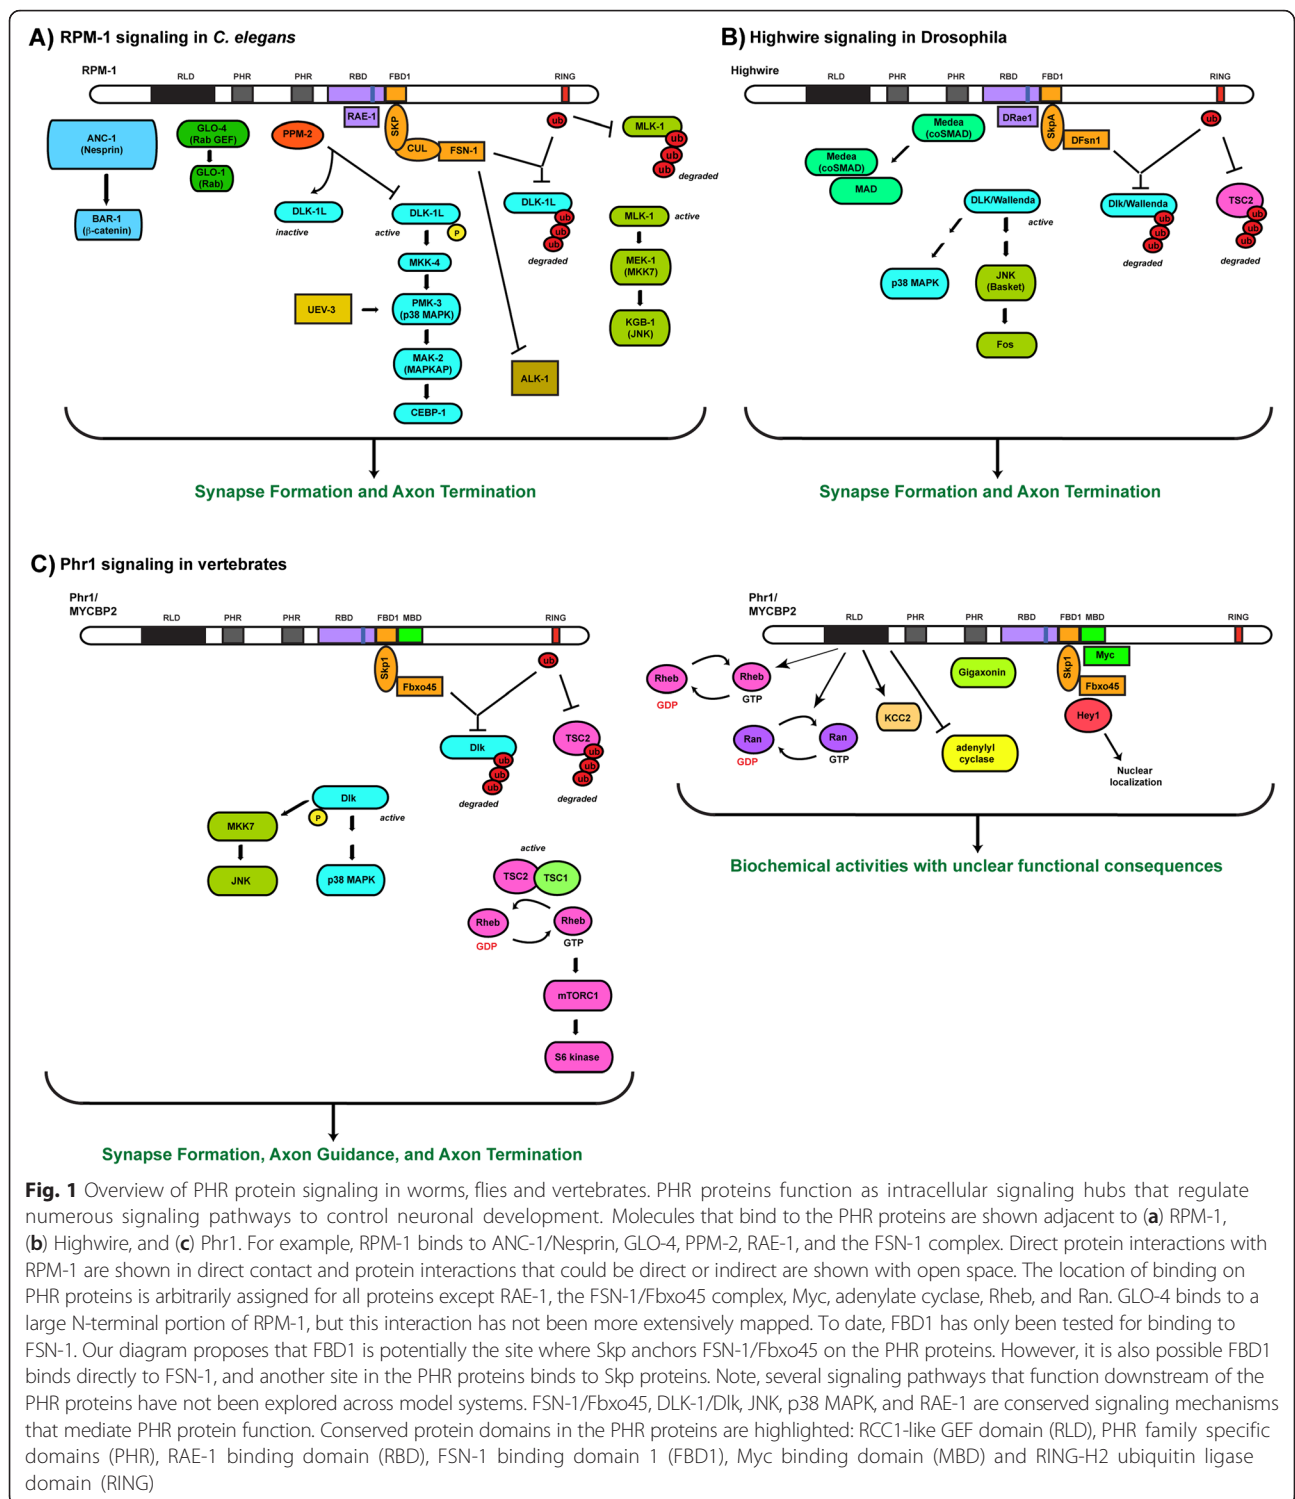 A) RPM-1 signaling in C. elegans
RPM-1
RLD
PHR
PHR
RBD
FBD1
RING
ANC-1
(Nesprin)
BAR-1
(β-catenin)
GLO-4
(Rab GEF)
GLO-1
(Rab)
PPM-2
RAE-1
SKP
CUL
FSN-1
ub
MLK-1
ub
ub
ub
degraded
DLK-1L
inactive
DLK-1L
active
P
DLK-1L
ub
ub
ub
degraded
MKK-4
UEV-3
PMK-3
(p38 MAPK)
MAK-2
(MAPKAP)
CEBP-1
ALK-1
MLK-1
active
MEK-1
(MKK7)
KGB-1
(JNK)
Synapse Formation and Axon Termination
B) Highwire signaling in Drosophila
Highwire
RLD
PHR
PHR
RBD
FBD1
RING
Medea
(coSMAD)
Medea
(coSMAD)
MAD
DRae1
SkpA
DFsn1
ub
DLK/Wallenda
active
p38 MAPK
JNK
(Basket)
Fos
Dlk/Wallenda
ub
ub
ub
degraded
TSC2
ub
ub
ub
degraded
Synapse Formation and Axon Termination
C) Phr1 signaling in vertebrates
Phr1/
MYCBP2
RLD
PHR
PHR
RBD
FBD1
MBD
RING
Skp1
Fbxo45
ub
Dlk
ub
ub
ub
degraded
TSC2
ub
ub
ub
degraded
Dlk
P
active
MKK7
JNK
p38 MAPK
active
TSC2
TSC1
Rheb
GDP
Rheb
GTP
mTORC1
S6 kinase
Synapse Formation, Axon Guidance, and Axon Termination
Phr1/
MYCBP2
RLD
PHR
PHR
RBD
FBD1
MBD
RING
Rheb
GDP
Rheb
GTP
Ran
GDP
Ran
GTP
KCC2
adenylyl
cyclase
Gigaxonin
Skp1
Myc
Fbxo45
Hey1
Nuclear
localization
Biochemical activities with unclear functional consequences
Fig. 1 Overview of PHR protein signaling in worms, flies and vertebrates. PHR proteins function as intracellular signaling hubs that regulate
numerous signaling pathways to control neuronal development. Molecules that bind to the PHR proteins are shown adjacent to (a) RPM-1,
(b) Highwire, and (c) Phr1. For example, RPM-1 binds to ANC-1/Nesprin, GLO-4, PPM-2, RAE-1, and the FSN-1 complex. Direct protein interactions with
RPM-1 are shown in direct contact and protein interactions that could be direct or indirect are shown with open space. The location of binding on
PHR proteins is arbitrarily assigned for all proteins except RAE-1, the FSN-1/Fbxo45 complex, Myc, adenylate cyclase, Rheb, and Ran. GLO-4 binds to a
large N-terminal portion of RPM-1, but this interaction has not been more extensively mapped. To date, FBD1 has only been tested for binding to
FSN-1. Our diagram proposes that FBD1 is potentially the site where Skp anchors FSN-1/Fbxo45 on the PHR proteins. However, it is also possible FBD1
binds directly to FSN-1, and another site in the PHR proteins binds to Skp proteins. Note, several signaling pathways that function downstream of the
PHR proteins have not been explored across model systems. FSN-1/Fbxo45, DLK-1/Dlk, JNK, p38 MAPK, and RAE-1 are conserved signaling mechanisms
that mediate PHR protein function. Conserved protein domains in the PHR proteins are highlighted: RCC1-like GEF domain (RLD), PHR family specific
domains (PHR), RAE-1 binding domain (RBD), FSN-1 binding domain 1 (FBD1), Myc binding domain (MBD) and RING-H2 ubiquitin ligase
domain (RING)